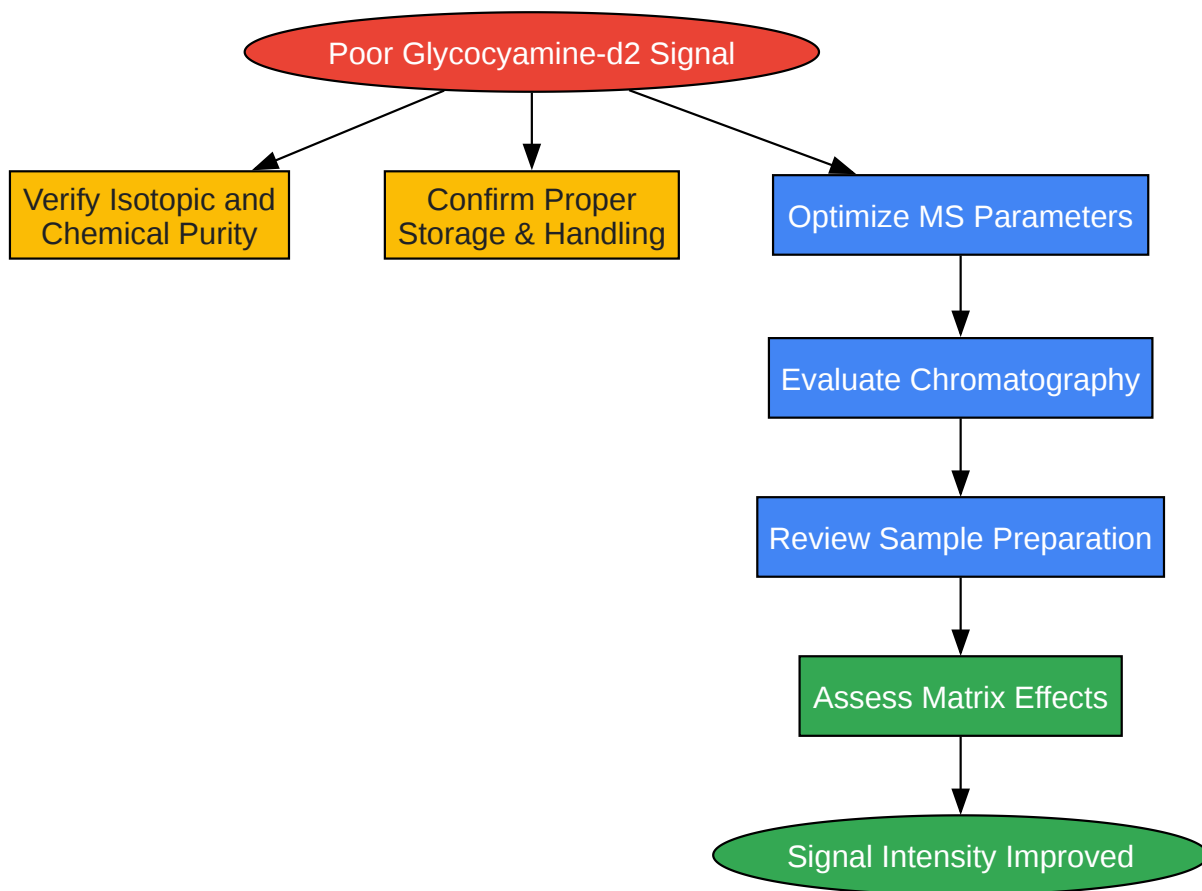 Poor Glycocyamine-d2 Signal
Verify Isotopic and
Chemical Purity
Confirm Proper
Storage & Handling
Optimize MS Parameters
Evaluate Chromatography
Review Sample Preparation
Assess Matrix Effects
Signal Intensity Improved